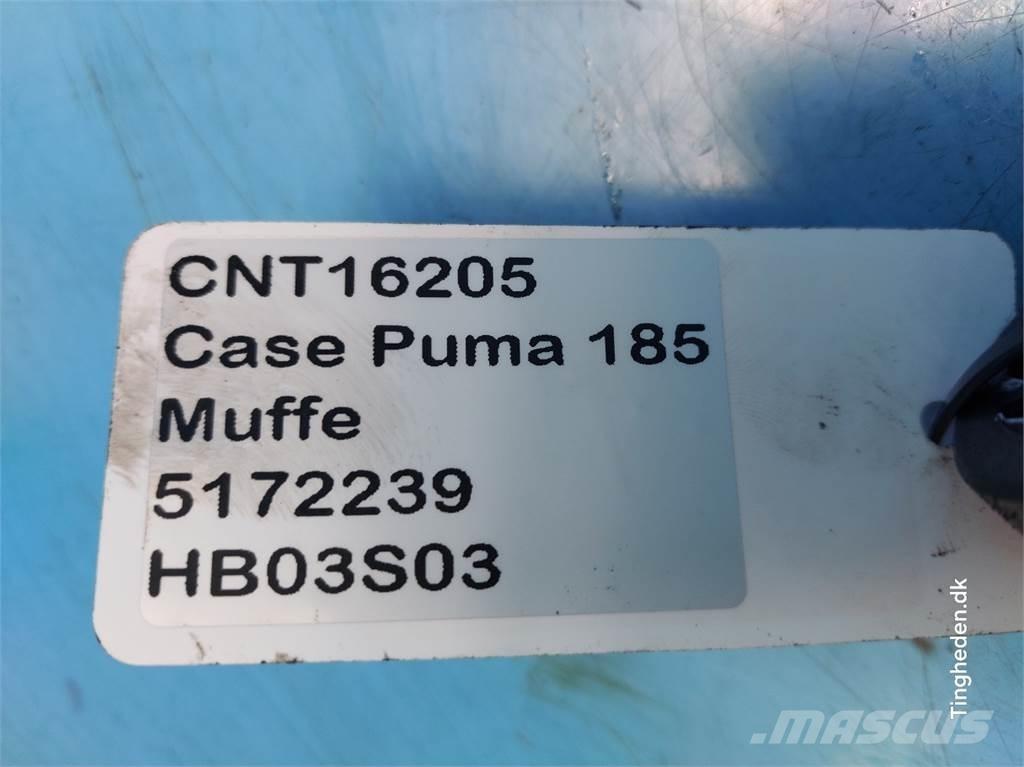 CNT16205
Case Puma 185
Muffe
5172239
HB03S03
Tingheden.dk
MASCUS